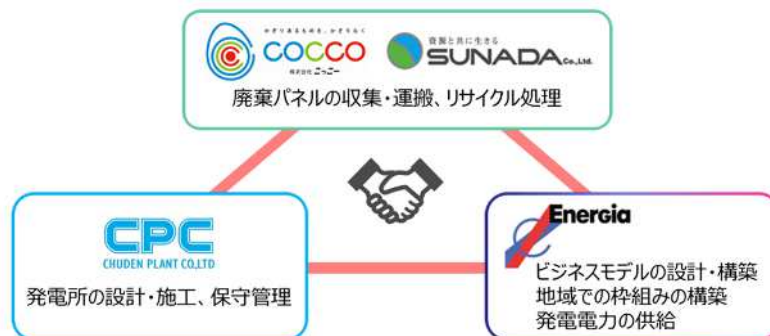 かぎりあるものを、かぎりなく
COCCO
株式会社 こっこー
資源と共に生きる
SUNADA Co.,Ltd.
廃棄パネルの収集・運搬、リサイクル処理
CPC
CHUDEN PLANT CO.,LTD
発電所の設計・施工、保守管理
Energia
ビジネスモデルの設計・構築
地域での枠組みの構築
発電電力の供給